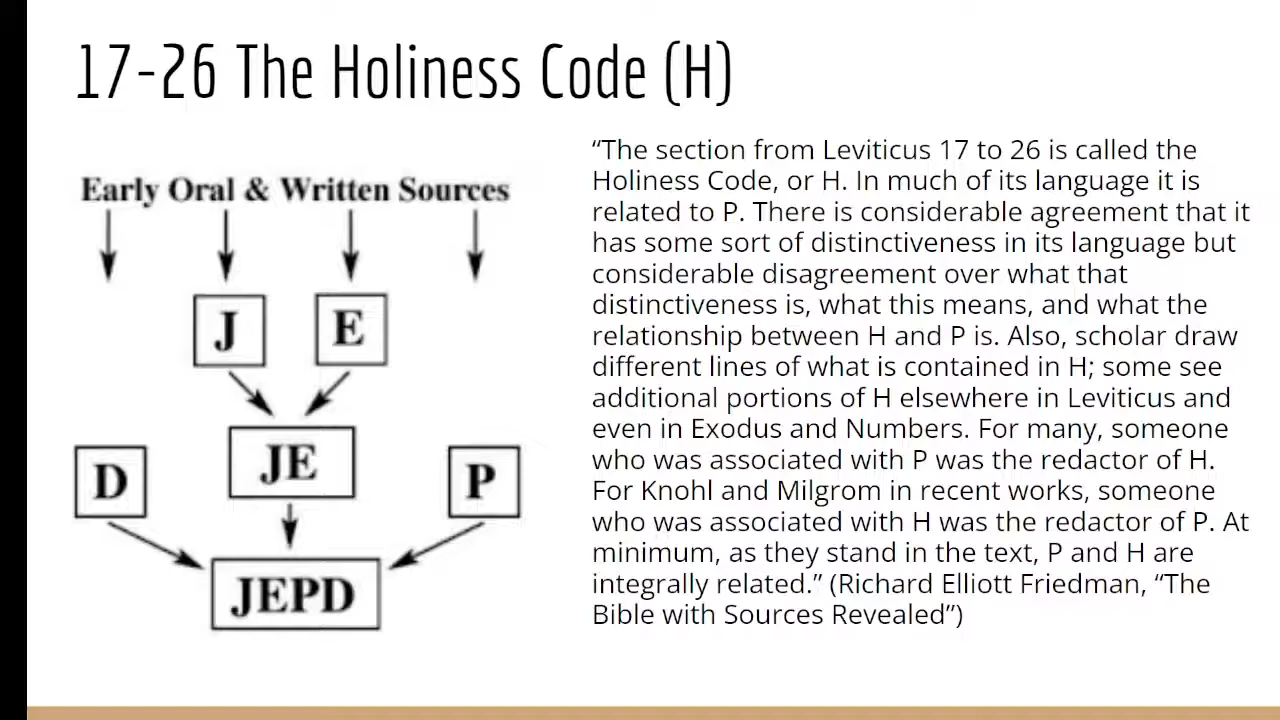 17-26 The Holiness Code (H)
Early Oral & Written Sources
J
E
JE
D
P
JEPD
“The section from Leviticus 17 to 26 is called the
Holiness Code, or H. In much of its language it is
related to P. There is considerable agreement that it
has some sort of distinctiveness in its language but
considerable disagreement over what that
distinctiveness is, what this means, and what the
relationship between H and P is. Also, scholar draw
different lines of what is contained in H; some see
additional portions of H elsewhere in Leviticus and
even in Exodus and Numbers. For many, someone
who was associated with P was the redactor of H.
For Knohl and Milgrom in recent works, someone
who was associated with H was the redactor of P. At
minimum, as they stand in the text, P and H are
integrally related.” (Richard Elliott Friedman, “The
Bible with Sources Revealed”)